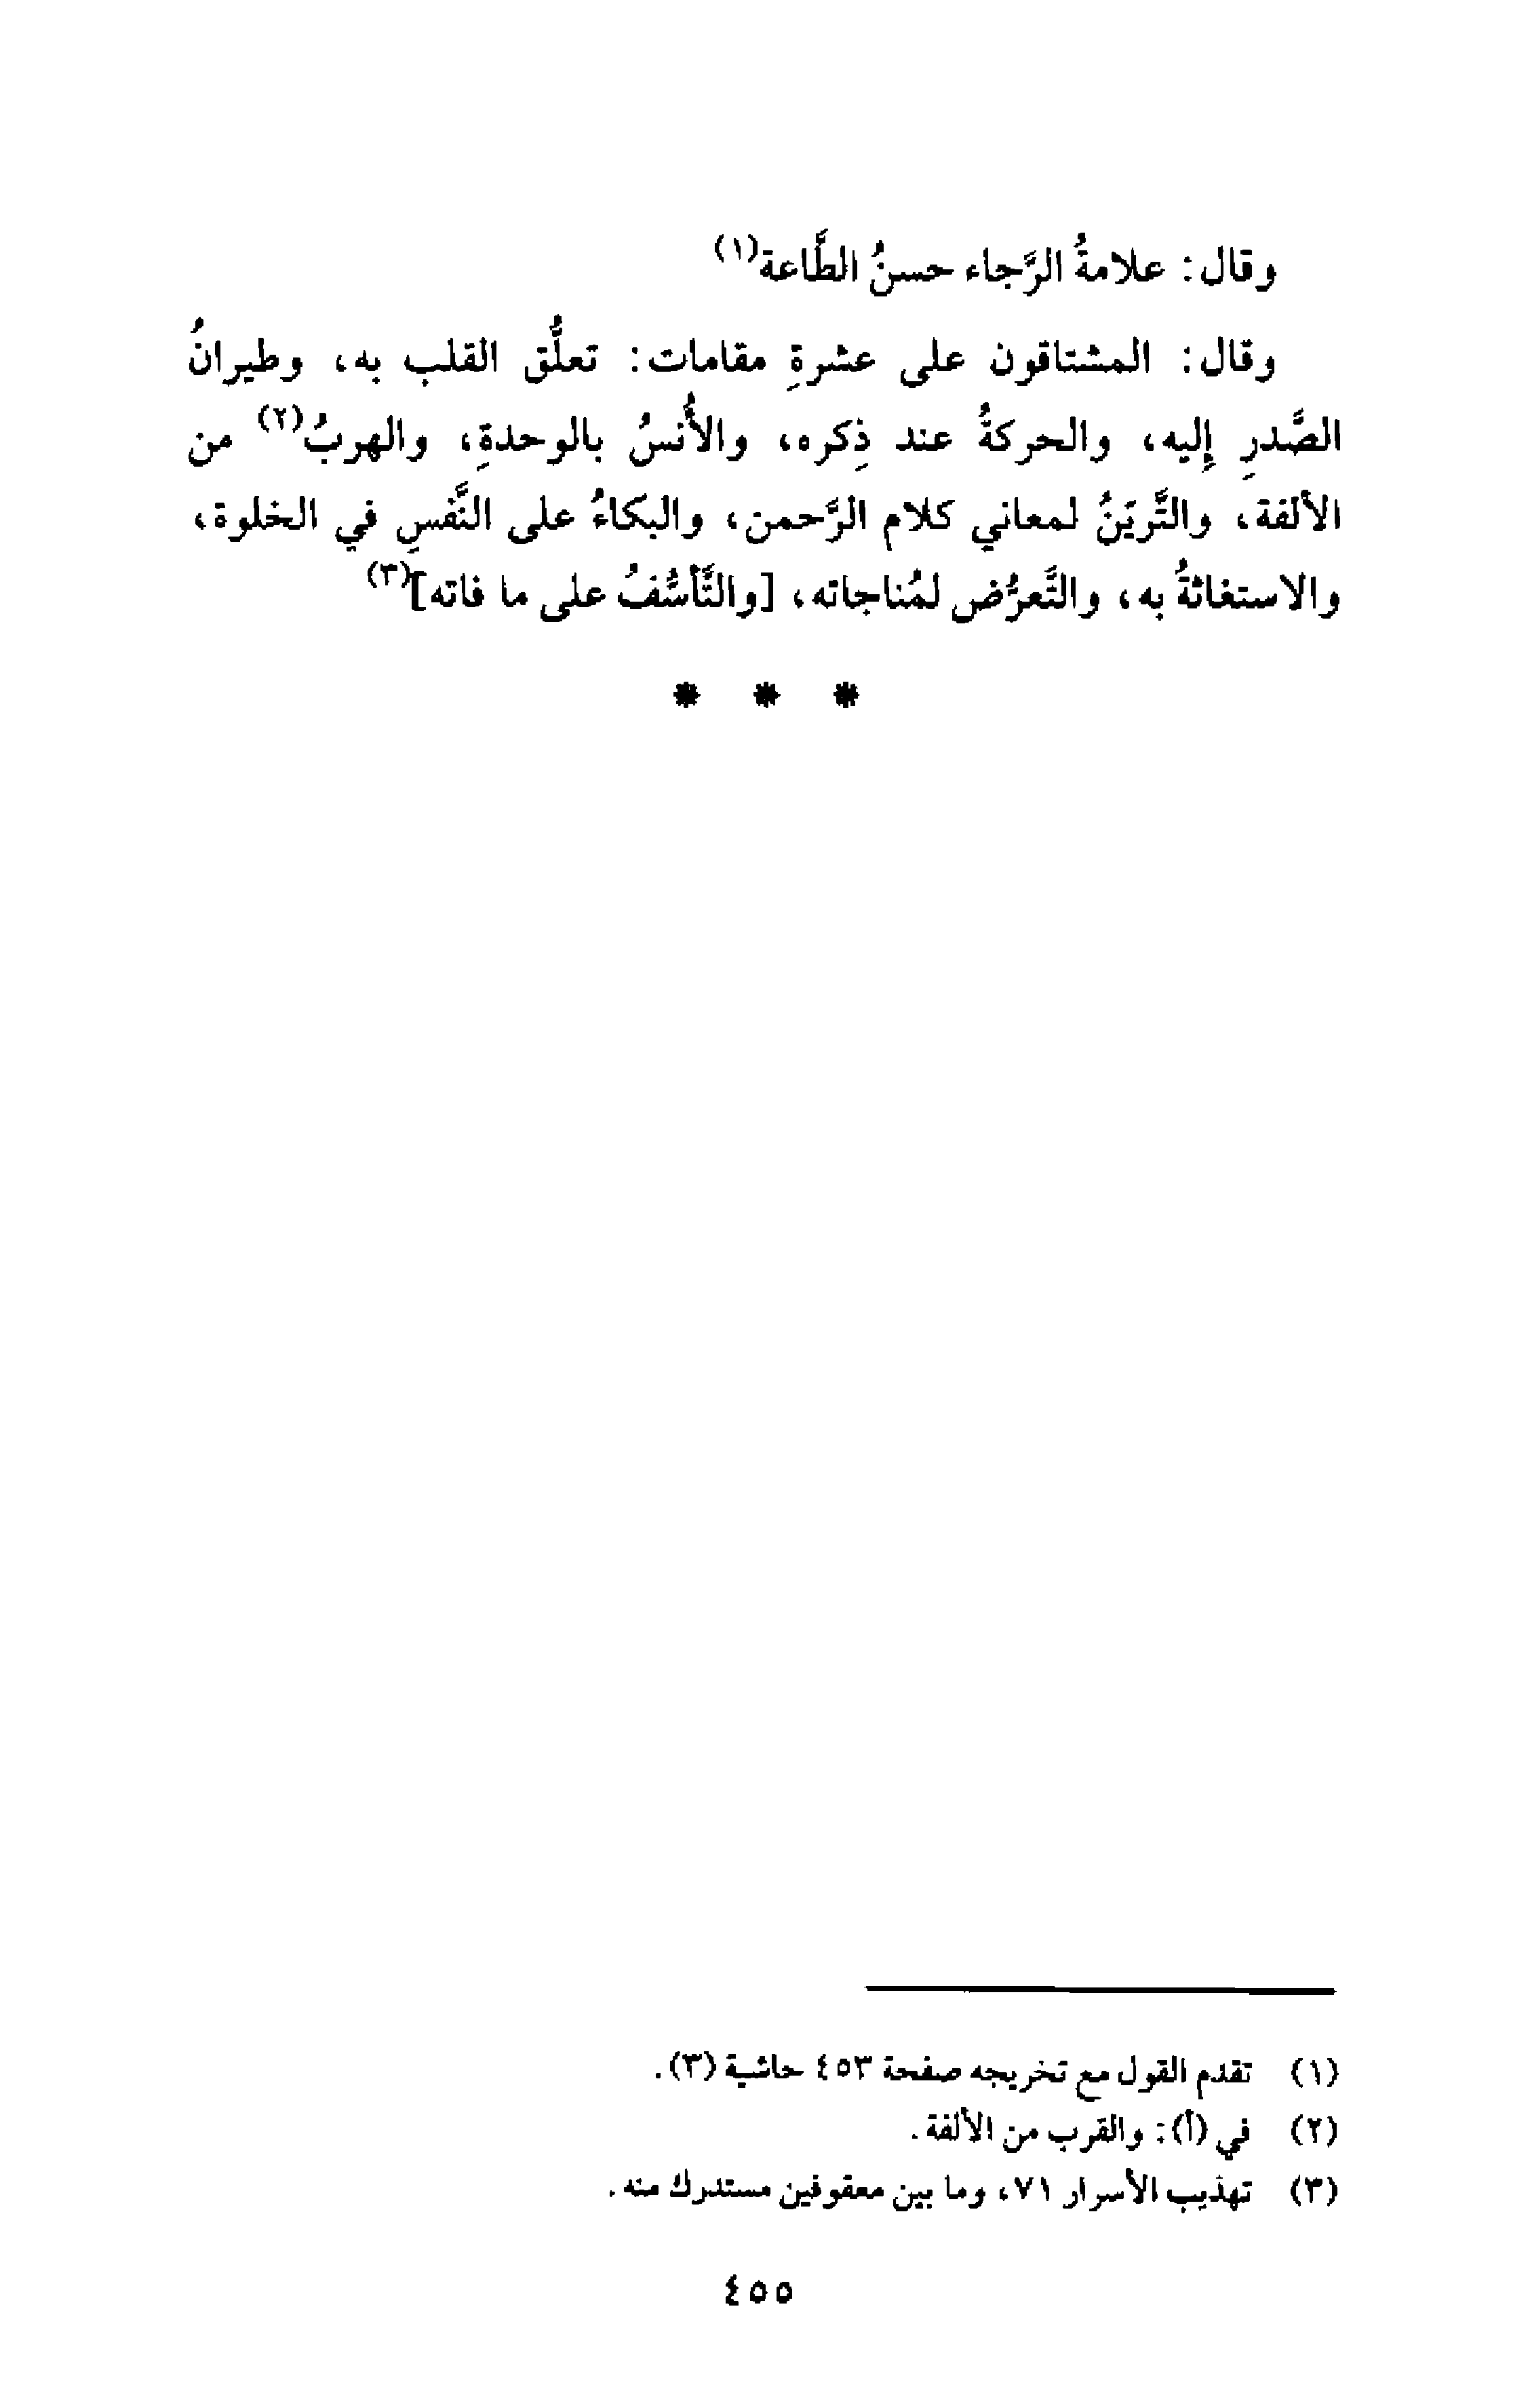 وقال: علامةُ الرَّجاء حسنُ الطَّاعة(١)
وقال: المشتاقون على عشرةِ مقامات: تعلُّق القلب به، وطيرانُ
الصَّدرِ إليه، والحركةُ عند ذِكره، والأُنسُ بالوحدةِ، والهربُ(٢) من
الألفة، والتَّريَنُ لمعاني كلام الرَّحمن، والبكاءُ على النَّفسِ في الخلوة،
والاستغاثةُ به، والتَّعرُّض لمُناجاته، [والتَّأسُّفُ على ما فاته](٣)
* * *
(١) تقدم القول مع تخريجه صفحة ٤٥٣ حاشية (٣).
(٢) في (أ): والقرب من الألفة.
(٣) تهذيب الأسرار ٧١، وما بين معقوفين مستدرك منه.
٤٥٥